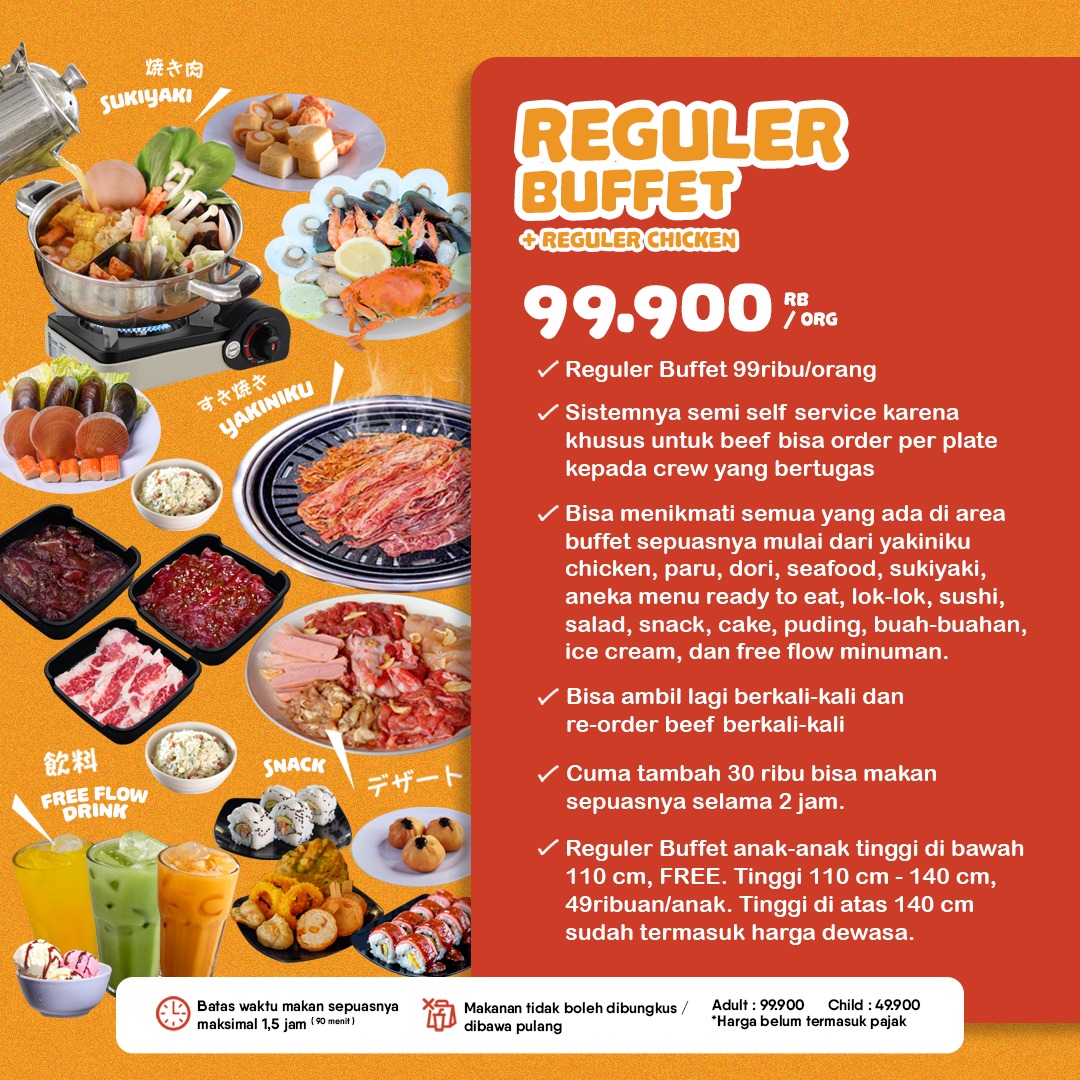 焼き肉
SUKIYAKI
すき焼き
YAKINIKU
飲料
FREE FLOW
DRINK
SNACK
デザート
REGULER
BUFFET
+ REGULER CHICKEN
99.900 RB
/ ORG
✓ Reguler Buffet 99ribu/orang
✓ Sistemnya semi self service karena
khusus untuk beef bisa order per plate
kepada crew yang bertugas
✓ Bisa menikmati semua yang ada di area
buffet sepuasnya mulai dari yakiniku
chicken, paru, dori, seafood, sukiyaki,
aneka menu ready to eat, lok-lok, sushi,
salad, snack, cake, puding, buah-buahan,
ice cream, dan free flow minuman.
✓ Bisa ambil lagi berkali-kali dan
re-order beef berkali-kali
✓ Cuma tambah 30 ribu bisa makan
sepuasnya selama 2 jam.
✓ Reguler Buffet anak-anak tinggi di bawah
110 cm, FREE. Tinggi 110 cm - 140 cm,
49ribuan/anak. Tinggi di atas 140 cm
sudah termasuk harga dewasa.
Batas waktu makan sepuasnya
maksimal 1,5 jam (90 menit)
Makanan tidak boleh dibungkus /
dibawa pulang
Adult : 99.900 Child : 49.900
*Harga belum termasuk pajak